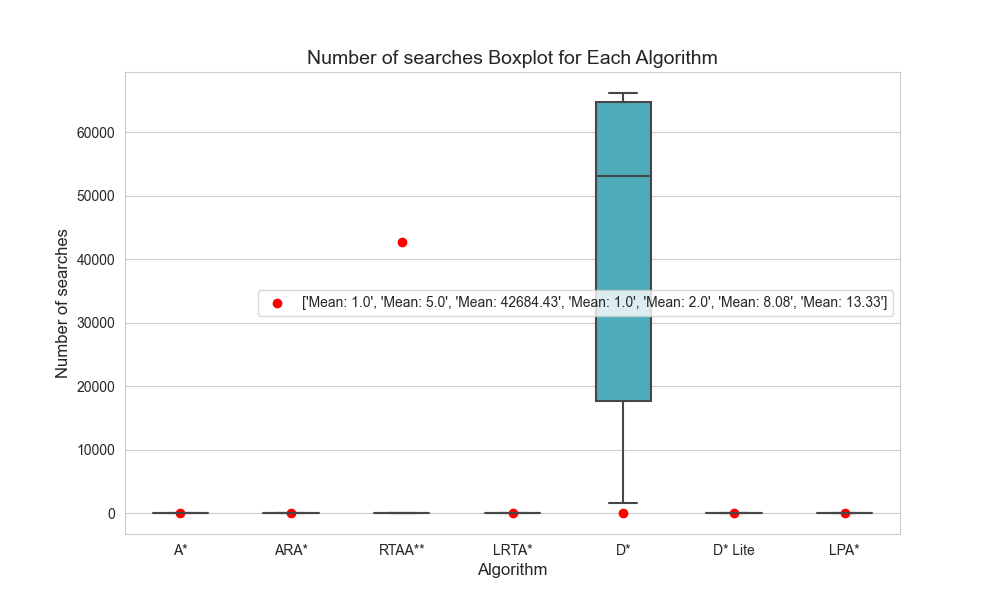 Number of searches Boxplot for Each Algorithm
Number of searches
60000
50000
40000
30000
20000
10000
0
['Mean: 1.0', 'Mean: 5.0', 'Mean: 42684.43', 'Mean: 1.0', 'Mean: 2.0', 'Mean: 8.08', 'Mean: 13.33']
A* ARA* RTAA** LRTA* D* D* Lite LPA*
Algorithm